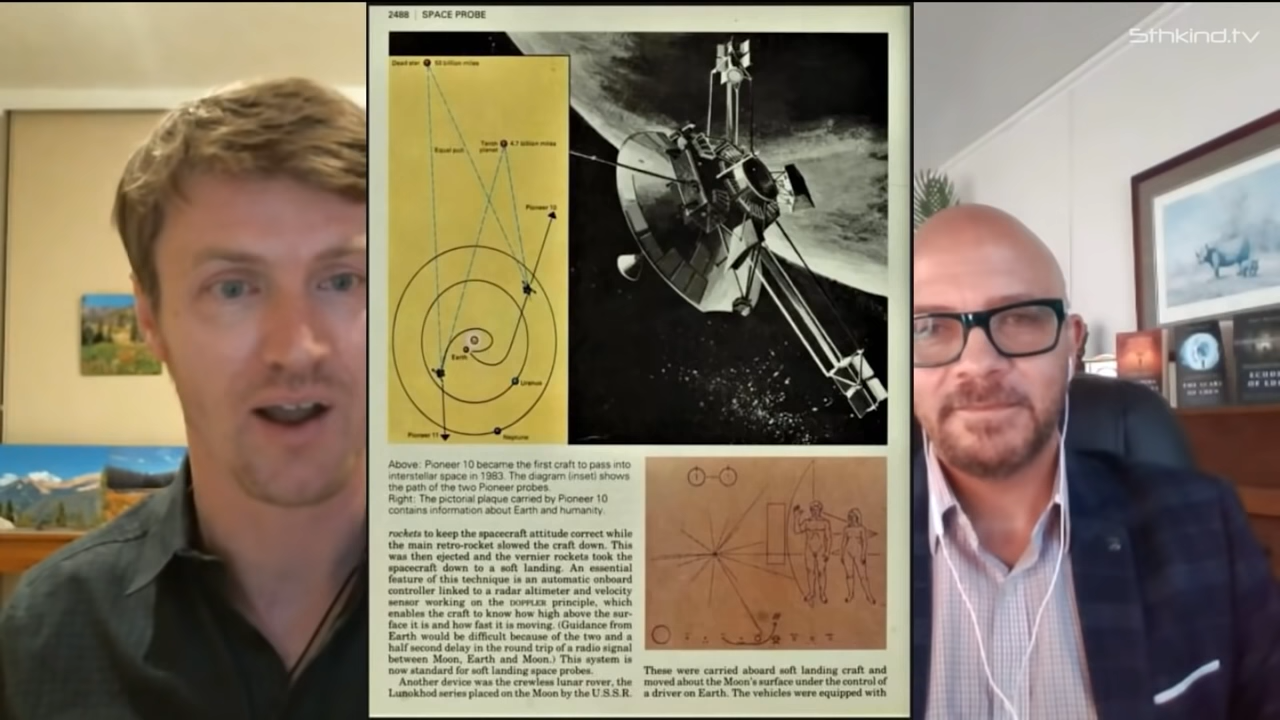 Sthkind.tv
2488 | SPACE PROBE
Dead star 50 billion miles
Tenth planet 4.7 billion miles
Equal pull
Pioneer 10
Earth
Uranus
Pioneer 11
Neptune
Above: Pioneer 10 became the first craft to pass into
interstellar space in 1983. The diagram (inset) shows
the path of the two Pioneer probes.
Right: The pictorial plaque carried by Pioneer 10
contains information about Earth and humanity.
rockets to keep the spacecraft attitude correct while
the main retro-rocket slowed the craft down. This
was then ejected and the vernier rockets took the
spacecraft down to a soft landing. An essential
feature of this technique is an automatic onboard
controller linked to a radar altimeter and velocity
sensor working on the DOPPLER principle, which
enables the craft to know how high above the sur-
face it is and how fast it is moving. (Guidance from
Earth would be difficult because of the two and a
half second delay in the round trip of a radio signal
between Moon, Earth and Moon.) This system is
now standard for soft landing space probes.
Another device was the crewless lunar rover, the
Lunokhod series placed on the Moon by the U.S.S.R.
These were carried aboard soft landing craft and
moved about the Moon's surface under the control of
a driver on Earth. The vehicles were equipped with